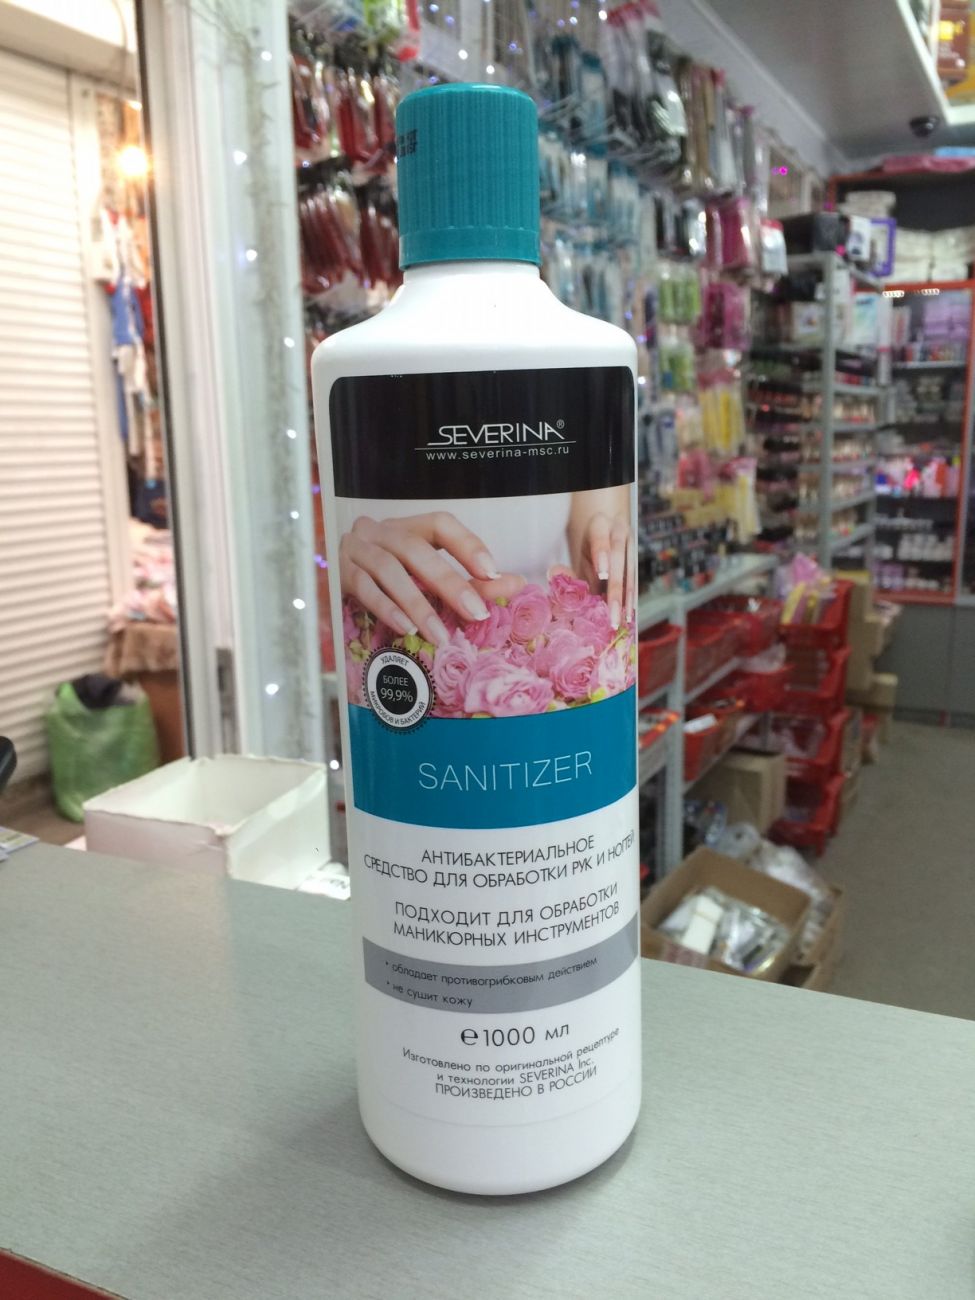 SEVERINA®
www.severina-msc.ru
УДАЛЯЕТ
БОЛЕЕ
99,9%
МИКРОБОВ И БАКТЕРИЙ
SANITIZER
АНТИБАКТЕРИАЛЬНОЕ
СРЕДСТВО ДЛЯ ОБРАБОТКИ РУК И НОГТЕЙ
ПОДХОДИТ ДЛЯ ОБРАБОТКИ
МАНИКЮРНЫХ ИНСТРУМЕНТОВ
• обладает противогрибковым действием
• не сушит кожу
℮1000 мл
Изготовлено по оригинальной рецептуре
и технологии SEVERINA Inc.
ПРОИЗВЕДЕНО В РОССИИ